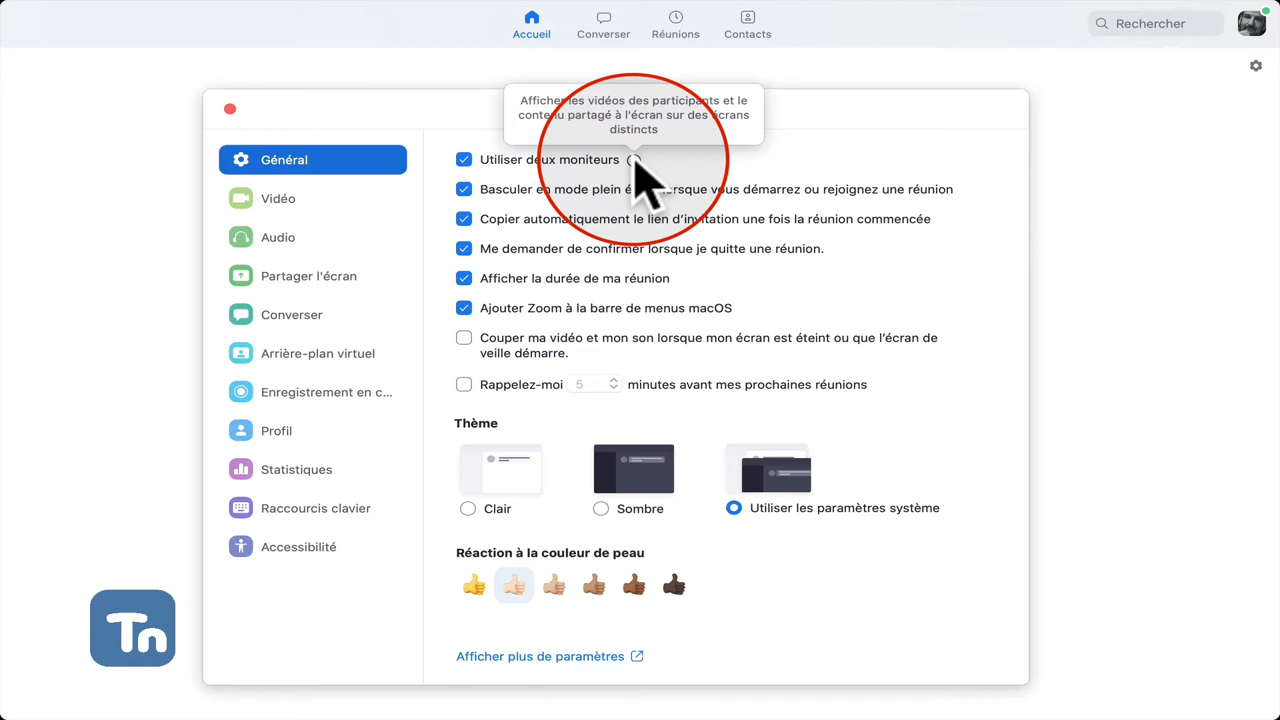 Accueil
Converser
Réunions
Contacts
Rechercher
Afficher les vidéos des participants et le
contenu partagé à l'écran sur des écrans
distincts
Général
Vidéo
Audio
Partager l'écran
Converser
Arrière-plan virtuel
Enregistrement en c...
Profil
Statistiques
Raccourcis clavier
Accessibilité
Utiliser deux moniteurs
Basculer en mode plein lorsque vous démarrez ou rejoignez une réunion
Copier automatiquement le lien d’invitation une fois la réunion commencée
Me demander de confirmer lorsque je quitte une réunion.
Afficher la durée de ma réunion
Ajouter Zoom à la barre de menus macOS
Couper ma vidéo et mon son lorsque mon écran est éteint ou que l’écran de
veille démarre.
Rappelez-moi 5 minutes avant mes prochaines réunions
Thème
Clair
Sombre
Utiliser les paramètres système
Réaction à la couleur de peau
Afficher plus de paramètres
Tn